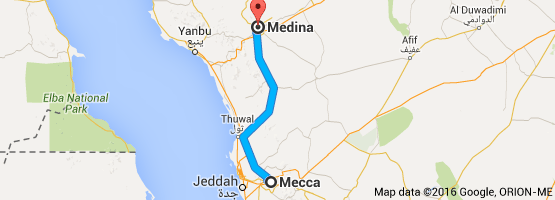 Al Duwadimi
الدوادمي
Medina
Yanbu
ينبع
Afif
عفيف
Elba National
Park
Thuwal
ثول
Jeddah
جدة
Mecca
Map data ©2016 Google, ORION-ME